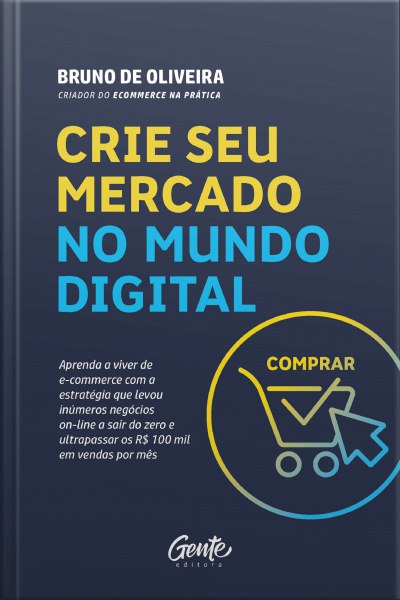 BRUNO DE OLIVEIRA
CRIADOR DO ECOMMERCE NA PRÁTICA
CRIE SEU
MERCADO
NO MUNDO
DIGITAL
Aprenda a viver de
e-commerce com a
estratégia que levou
inúmeros negócios
on-line a sair do zero e
ultrapassar os R$ 100 mil
em vendas por mês
COMPRAR
Gente
editora